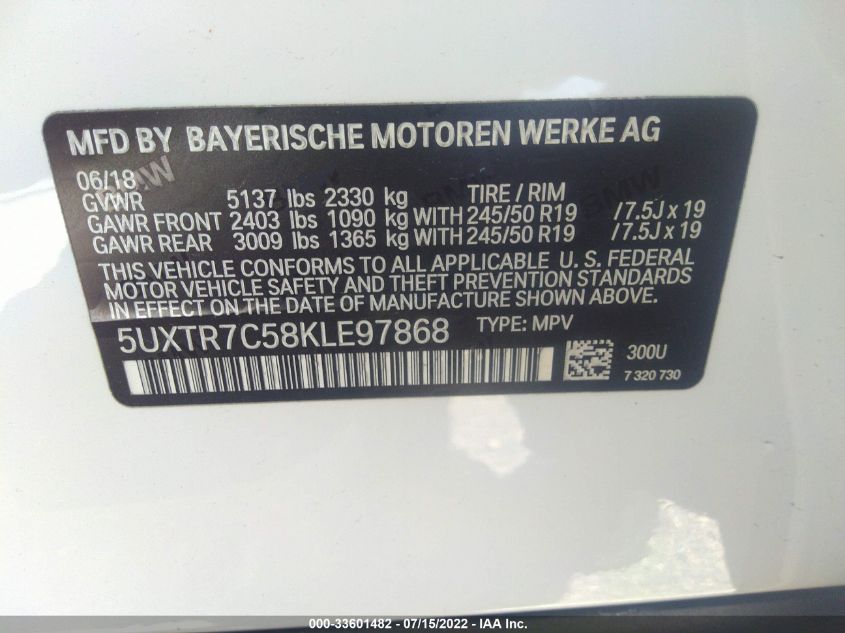 MFD BY BAYERISCHE MOTOREN WERKE AG
06/18
GVWR 5137 lbs 2330 kg TIRE / RIM
GAWR FRONT 2403 lbs 1090 kg WITH 245/50 R19 /7.5J x 19
GAWR REAR 3009 lbs 1365 kg WITH 245/50 R19 /7.5J x 19
THIS VEHICLE CONFORMS TO ALL APPLICABLE U. S. FEDERAL
MOTOR VEHICLE SAFETY AND THEFT PREVENTION STANDARDS
IN EFFECT ON THE DATE OF MANUFACTURE SHOWN ABOVE.
5UXTR7C58KLE97868 TYPE: MPV
300U
7 320 730
BMW
BMW
000-33601482 - 07/15/2022 - IAA Inc.